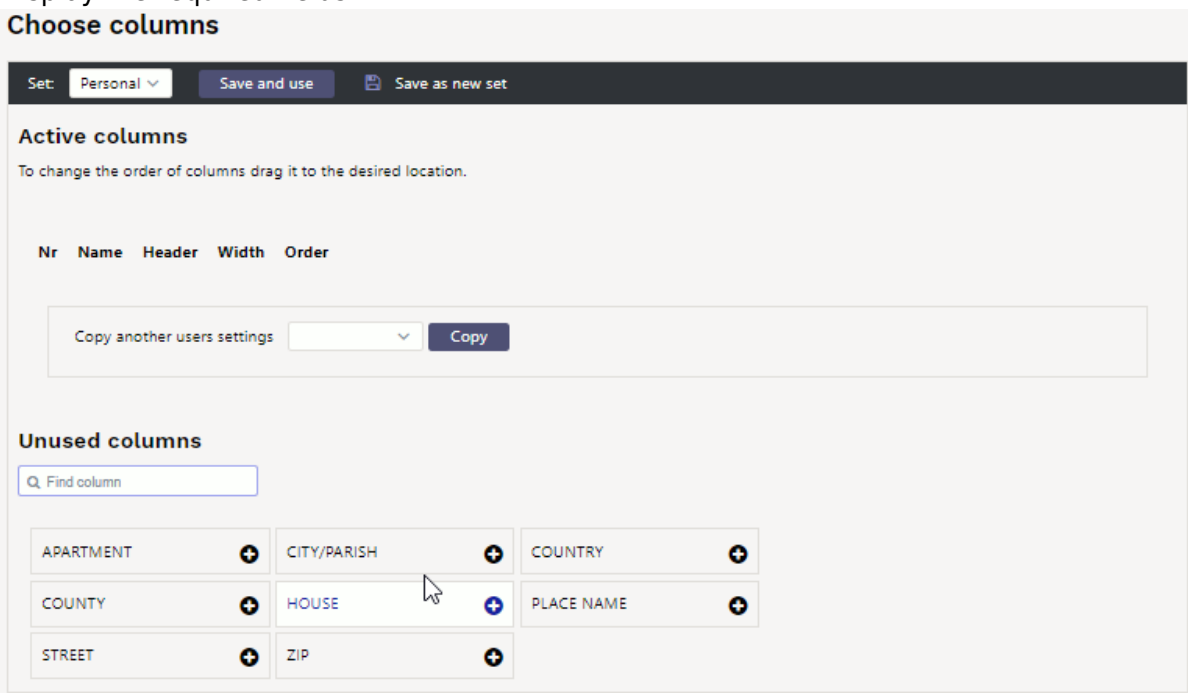 Choose columns
Set: Personal Save and use Save as new set
Active columns
To change the order of columns drag it to the desired location.
Nr Name Header Width Order
Copy another users settings Copy
Unused columns
Find column
APARTMENT CITY/PARISH COUNTRY
COUNTY HOUSE PLACE NAME
STREET ZIP